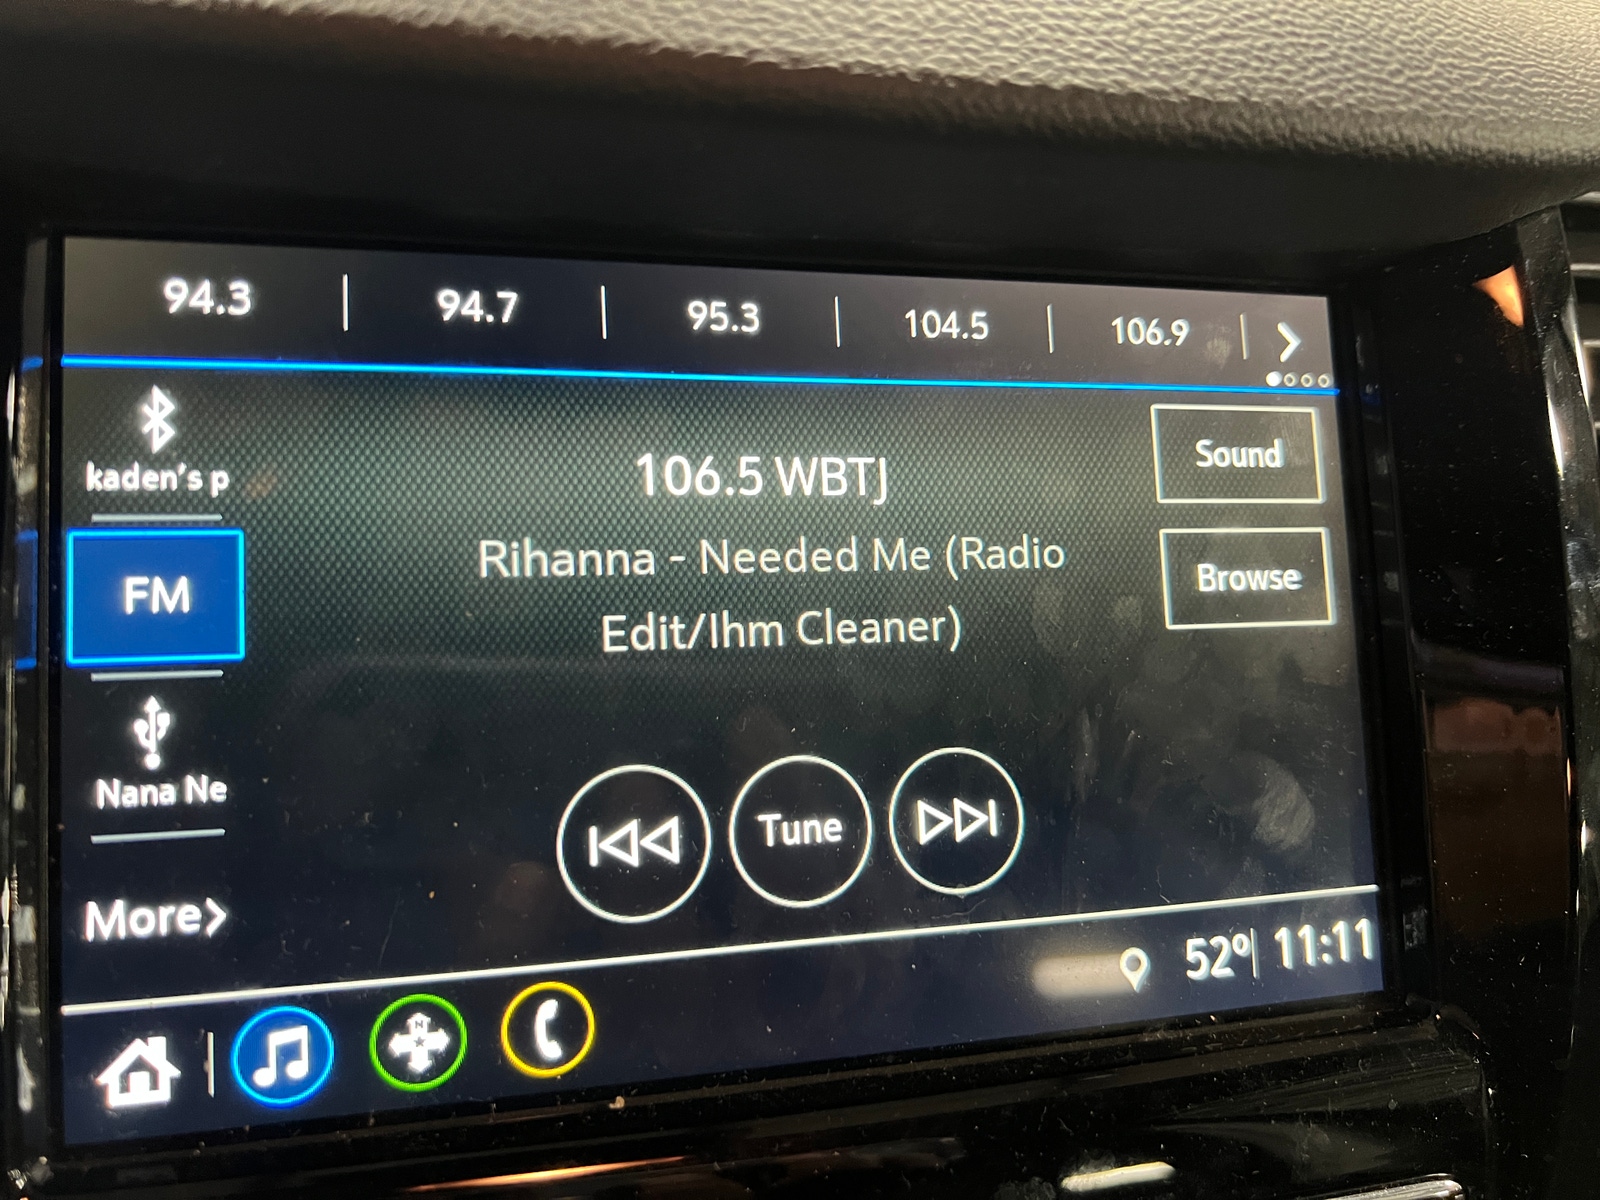 94.3 | 94.7 | 95.3 | 104.5 | 106.9 |
kaden's p
106.5 WBTJ
Sound
FM
Rihanna - Needed Me (Radio
Edit/Ihm Cleaner)
Browse
Nana Ne
Tune
More>
52° 11:11
N